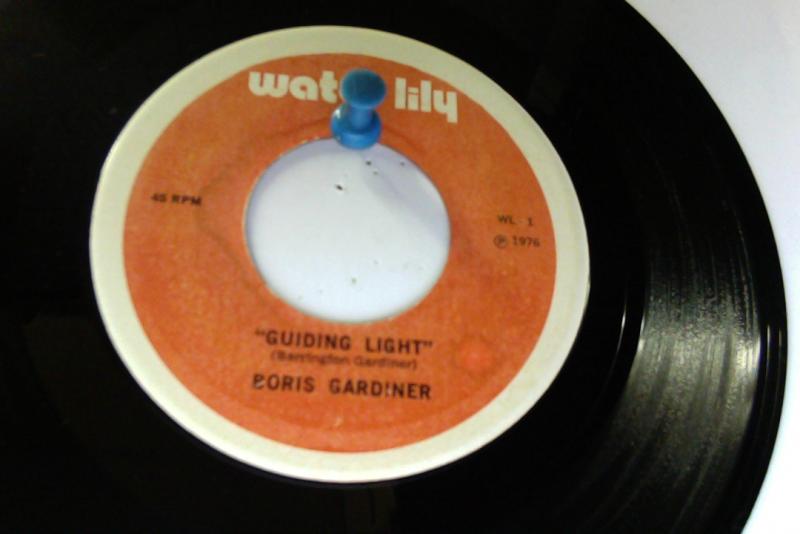 wat lily
45 RPM
WL - 1
℗ 1976
"GUIDING LIGHT"
(Barrington Gardiner)
BORIS GARDINER